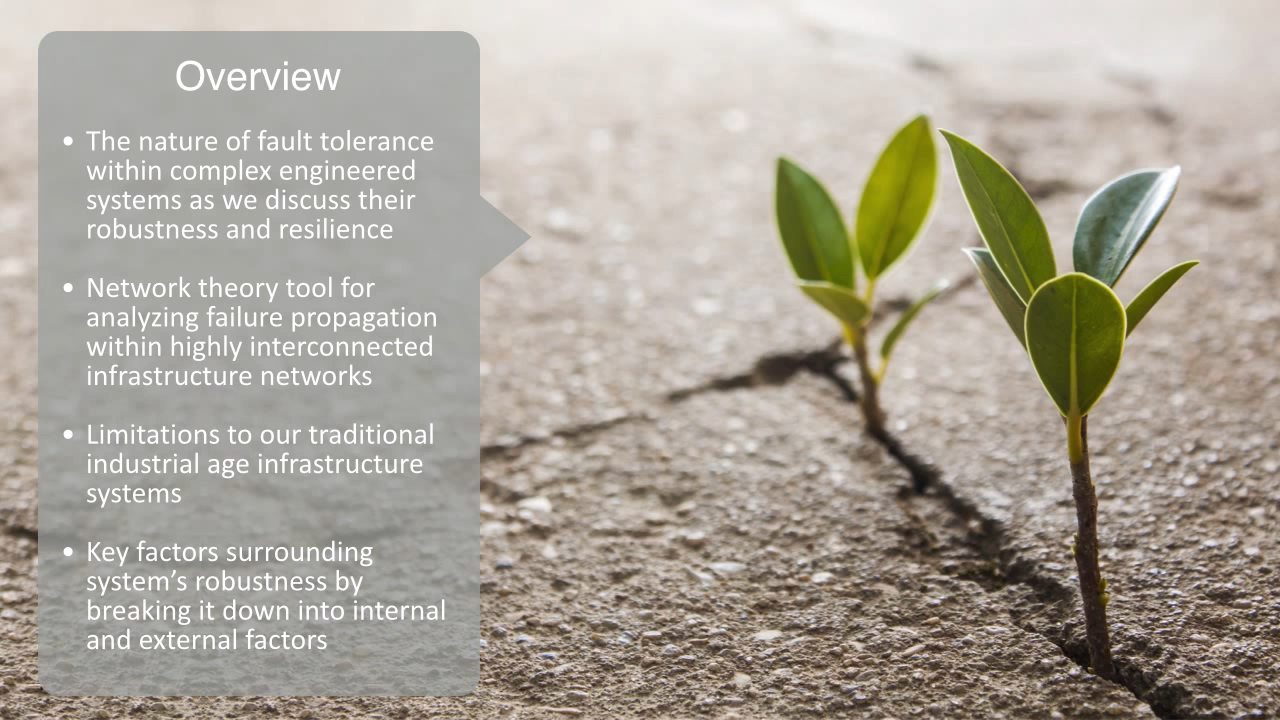 Overview
• The nature of fault tolerance
within complex engineered
systems as we discuss their
robustness and resilience
• Network theory tool for
analyzing failure propagation
within highly interconnected
infrastructure networks
• Limitations to our traditional
industrial age infrastructure
systems
• Key factors surrounding
system’s robustness by
breaking it down into internal
and external factors